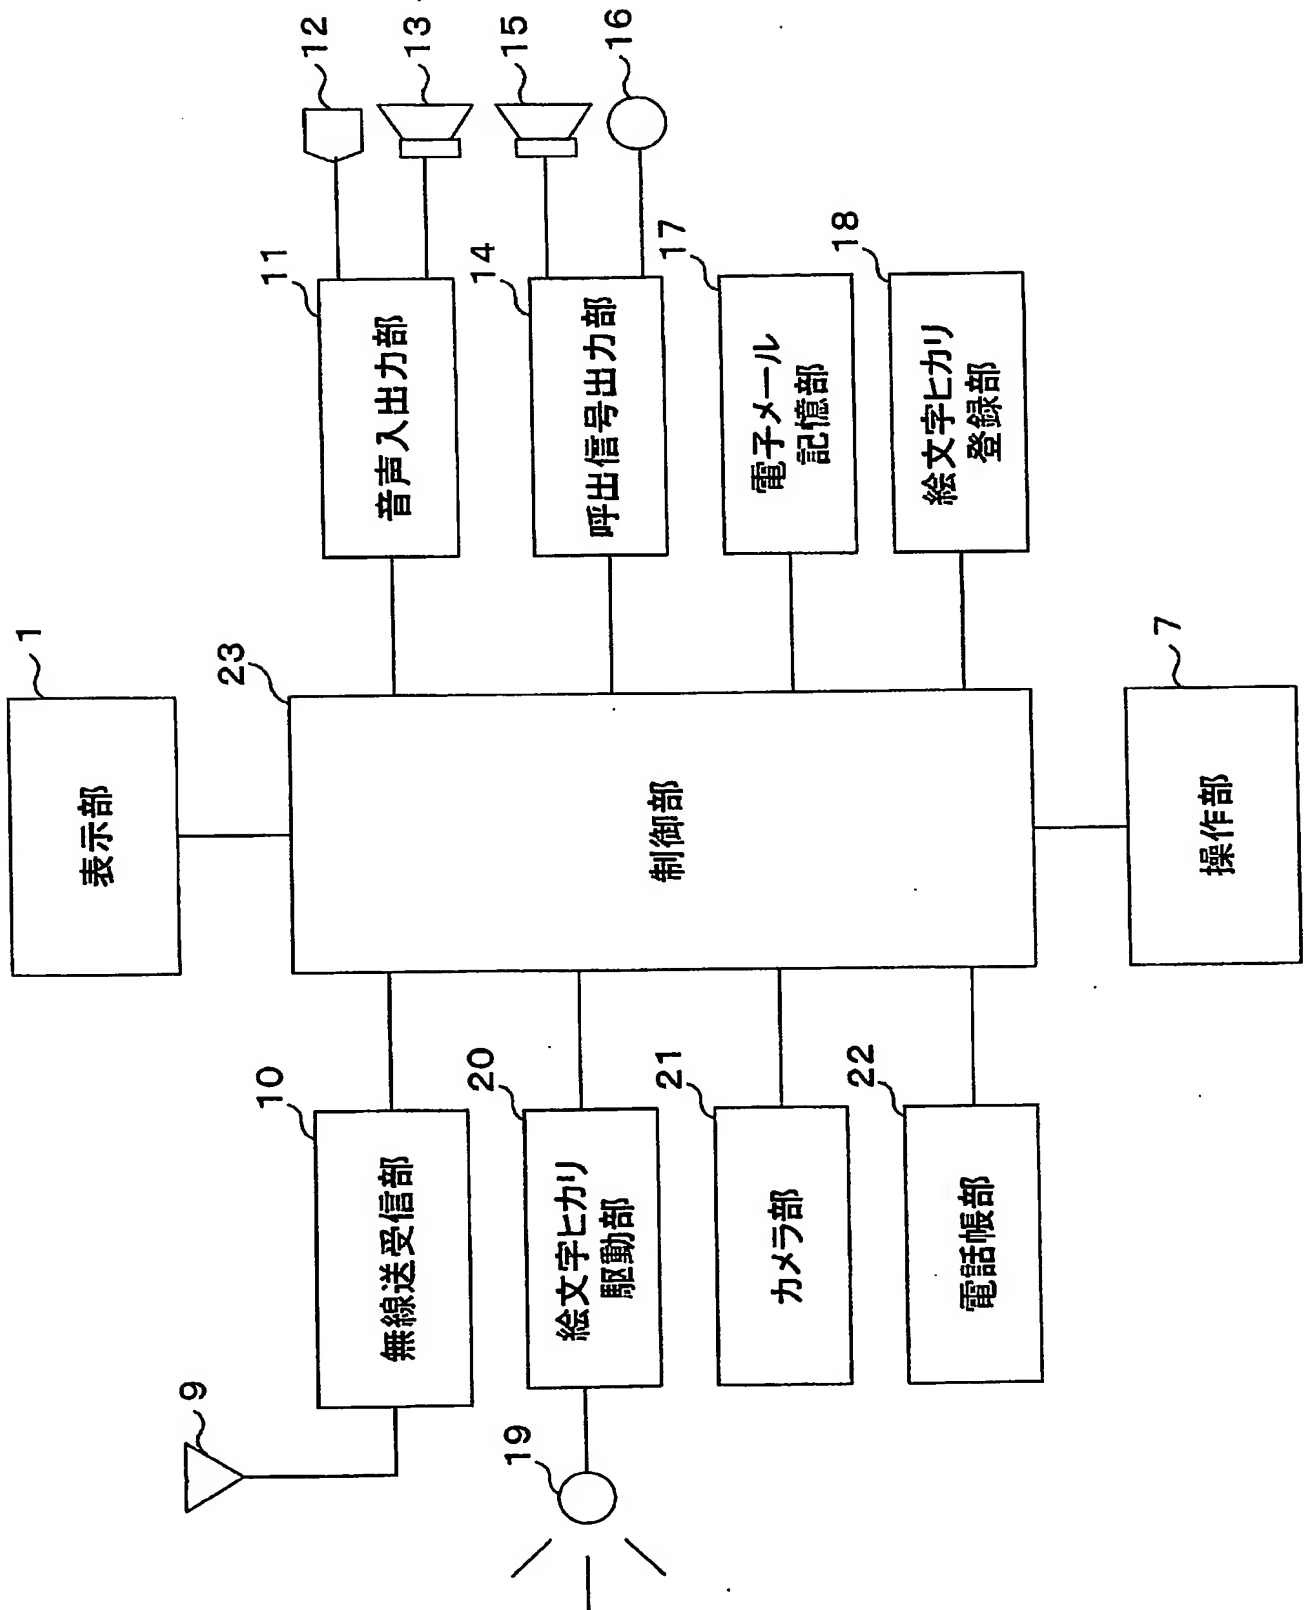 1
表示部
23
制御部
7
操作部
11
音声入出力部
12
13
14
呼出信号出力部
15
16
17
電子メール
記憶部
18
絵文字ヒカリ
登録部
9
10
無線送受信部
19
20
絵文字ヒカリ
駆動部
21
カメラ部
22
電話帳部